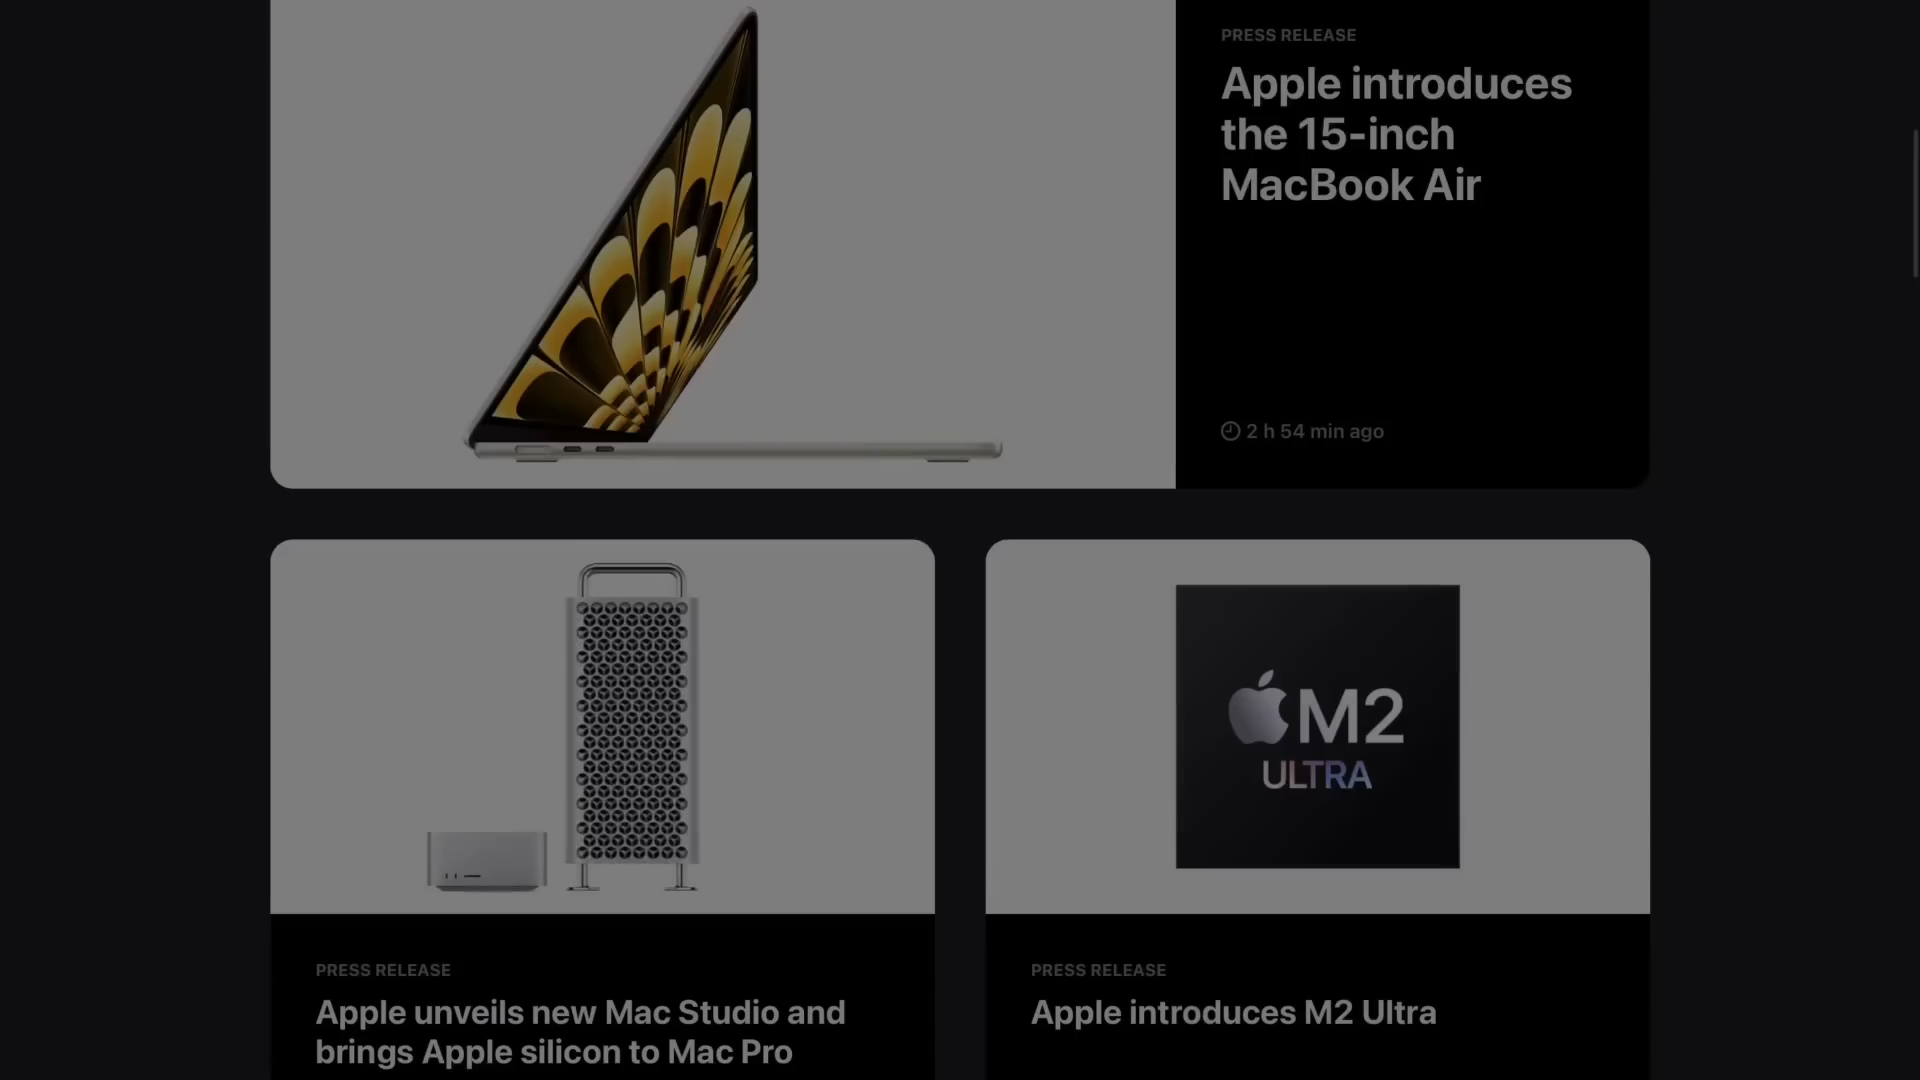 PRESS RELEASE
Apple introduces
the 15-inch
MacBook Air
2 h 54 min ago
M2
ULTRA
PRESS RELEASE
Apple unveils new Mac Studio and
brings Apple silicon to Mac Pro
PRESS RELEASE
Apple introduces M2 Ultra